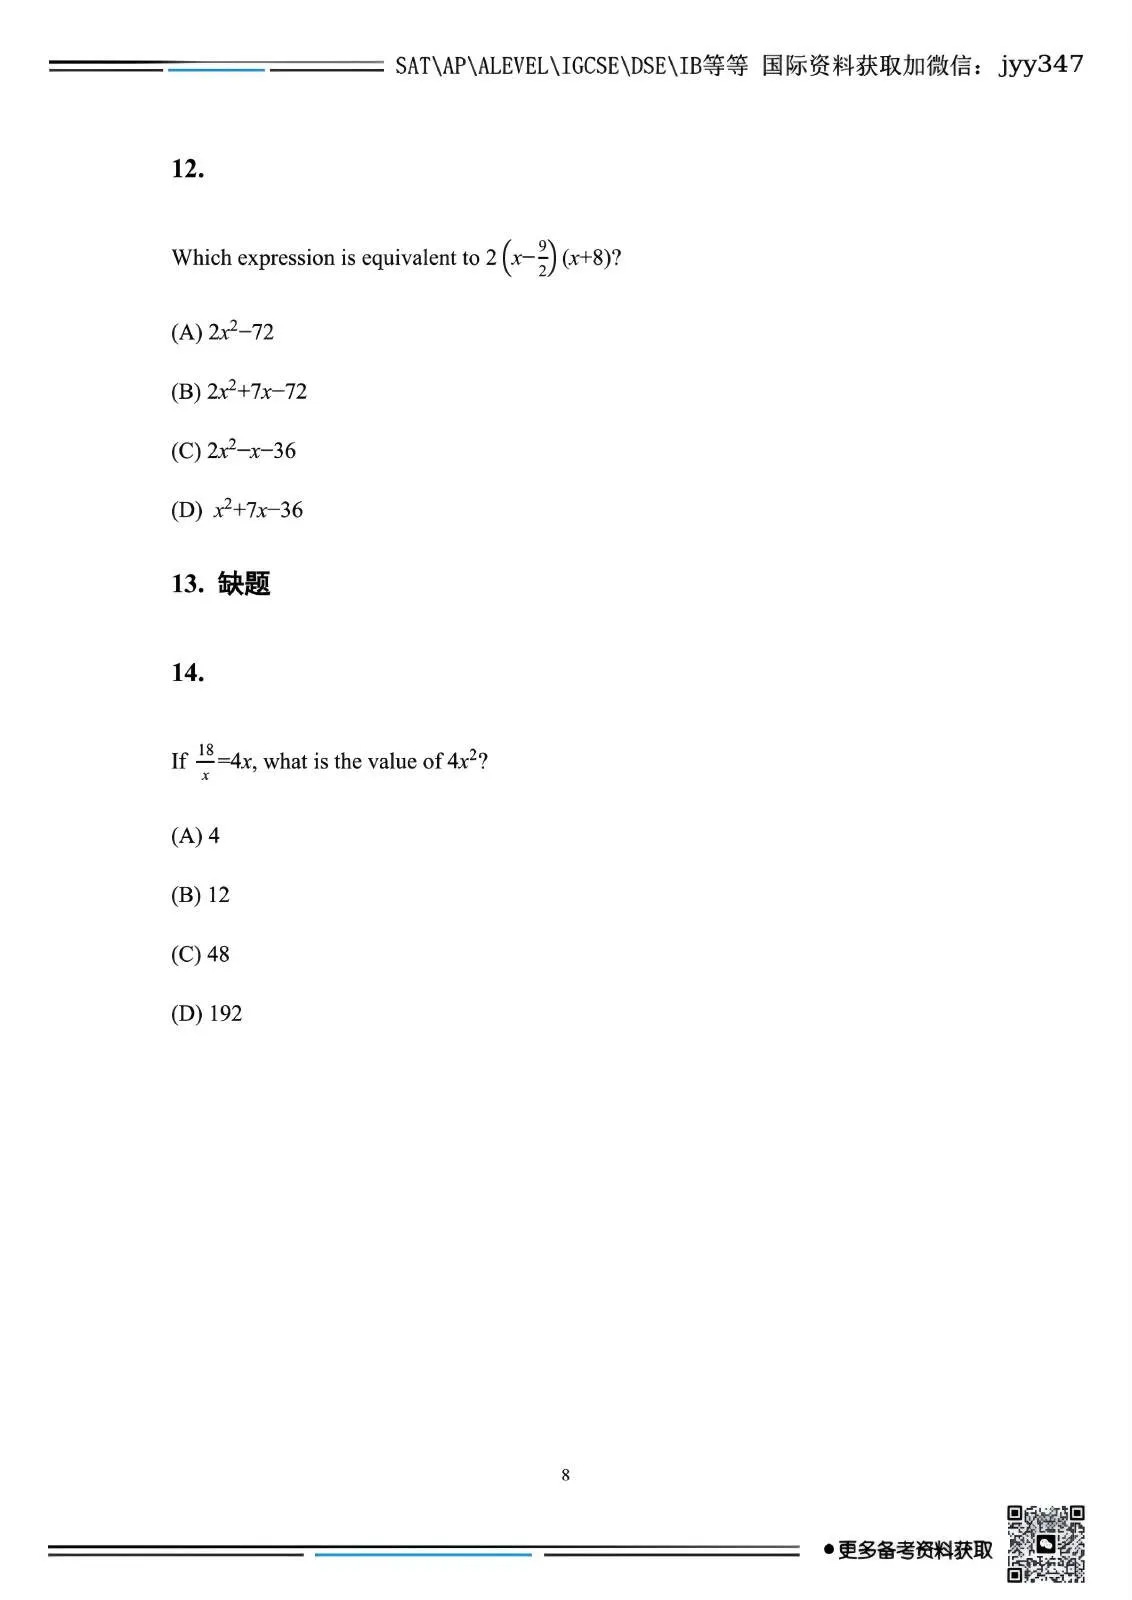 SAT\AP\ALEVEL\IGCSE\DSE\IB等等 国际资料获取加微信：jyy347
12.
Which expression is equivalent to 2(x−9/2)(x+8)?
(A) 2x²−72
(B) 2x²+7x−72
(C) 2x²−x−36
(D) x²+7x−36
13. 缺题
14.
If 18/x=4x, what is the value of 4x²?
(A) 4
(B) 12
(C) 48
(D) 192
8
●更多备考资料获取